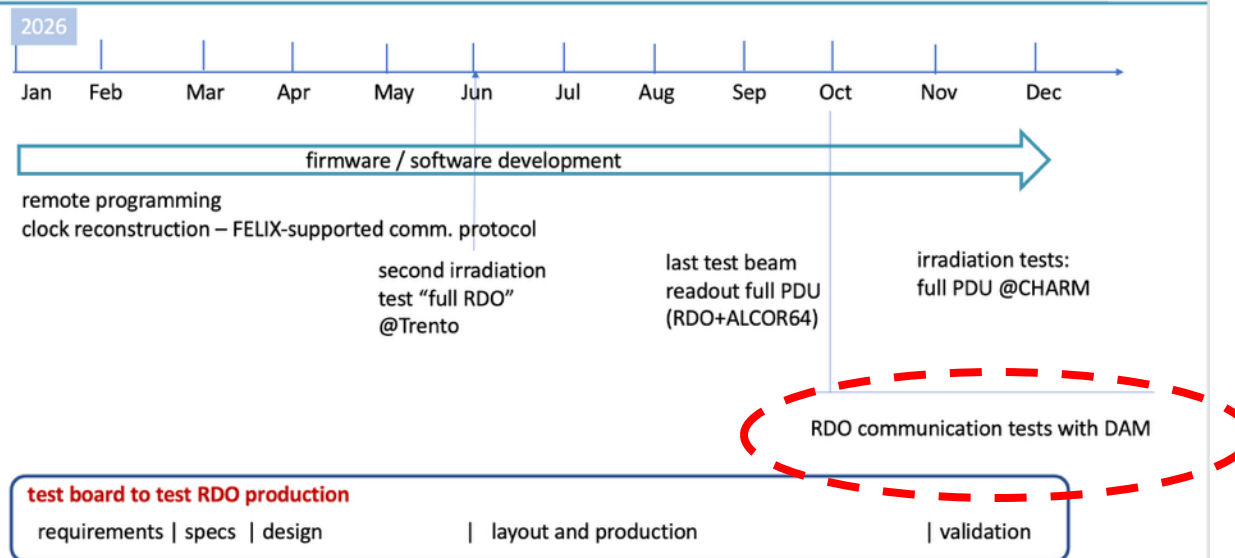 2026
Jan Feb Mar Apr May Jun Jul Aug Sep Oct Nov Dec
firmware / software development
remote programming
clock reconstruction – FELIX-supported comm. protocol
second irradiation
test “full RDO”
@Trento
last test beam
readout full PDU
(RDO+ALCOR64)
irradiation tests:
full PDU @CHARM
RDO communication tests with DAM
test board to test RDO production
requirements | specs | design | layout and production | validation